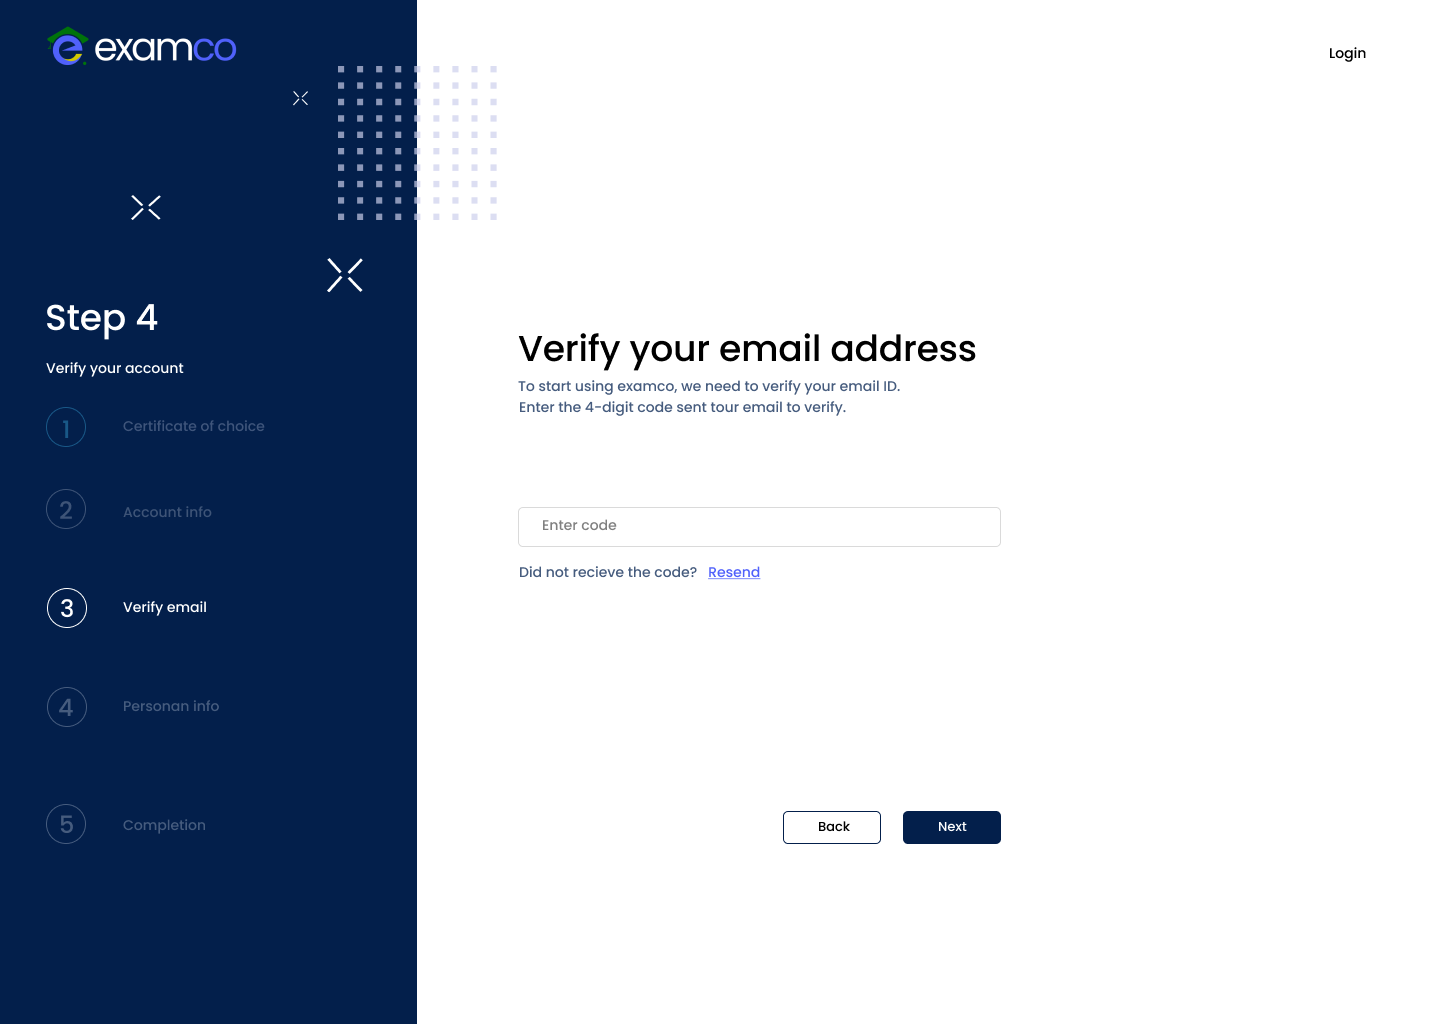 examco
Login
Step 4
Verify your account
1 Certificate of choice
2 Account info
3 Verify email
4 Personan info
5 Completion
Verify your email address
To start using examco, we need to verify your email ID.
Enter the 4-digit code sent tour email to verify.
Enter code
Did not recieve the code? Resend
Back Next